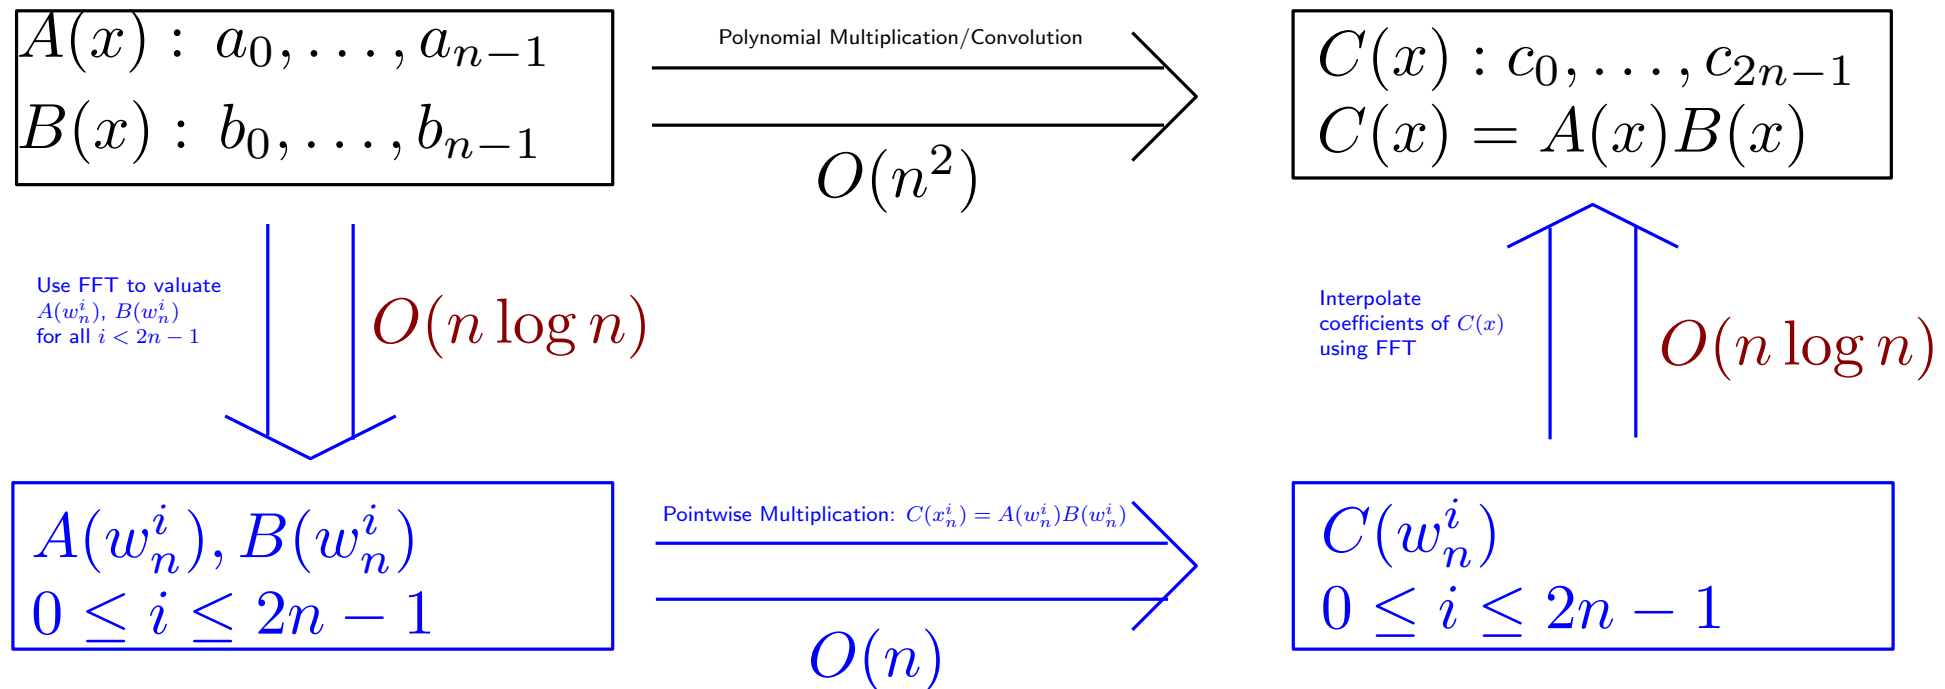 A(x) : a_0, . . . , a_{n−1}
B(x) : b_0, . . . , b_{n−1}
Polynomial Multiplication/Convolution
O(n^2)
C(x) : c_0, . . . , c_{2n−1}
C(x) = A(x)B(x)
Use FFT to valuate
A(w_n^i), B(w_n^i)
for all i < 2n − 1
O(n log n)
Interpolate
coefficients of C(x)
using FFT
O(n log n)
A(w_n^i), B(w_n^i)
0 ≤ i ≤ 2n − 1
Pointwise Multiplication: C(x_n^i) = A(w_n^i)B(w_n^i)
O(n)
C(w_n^i)
0 ≤ i ≤ 2n − 1